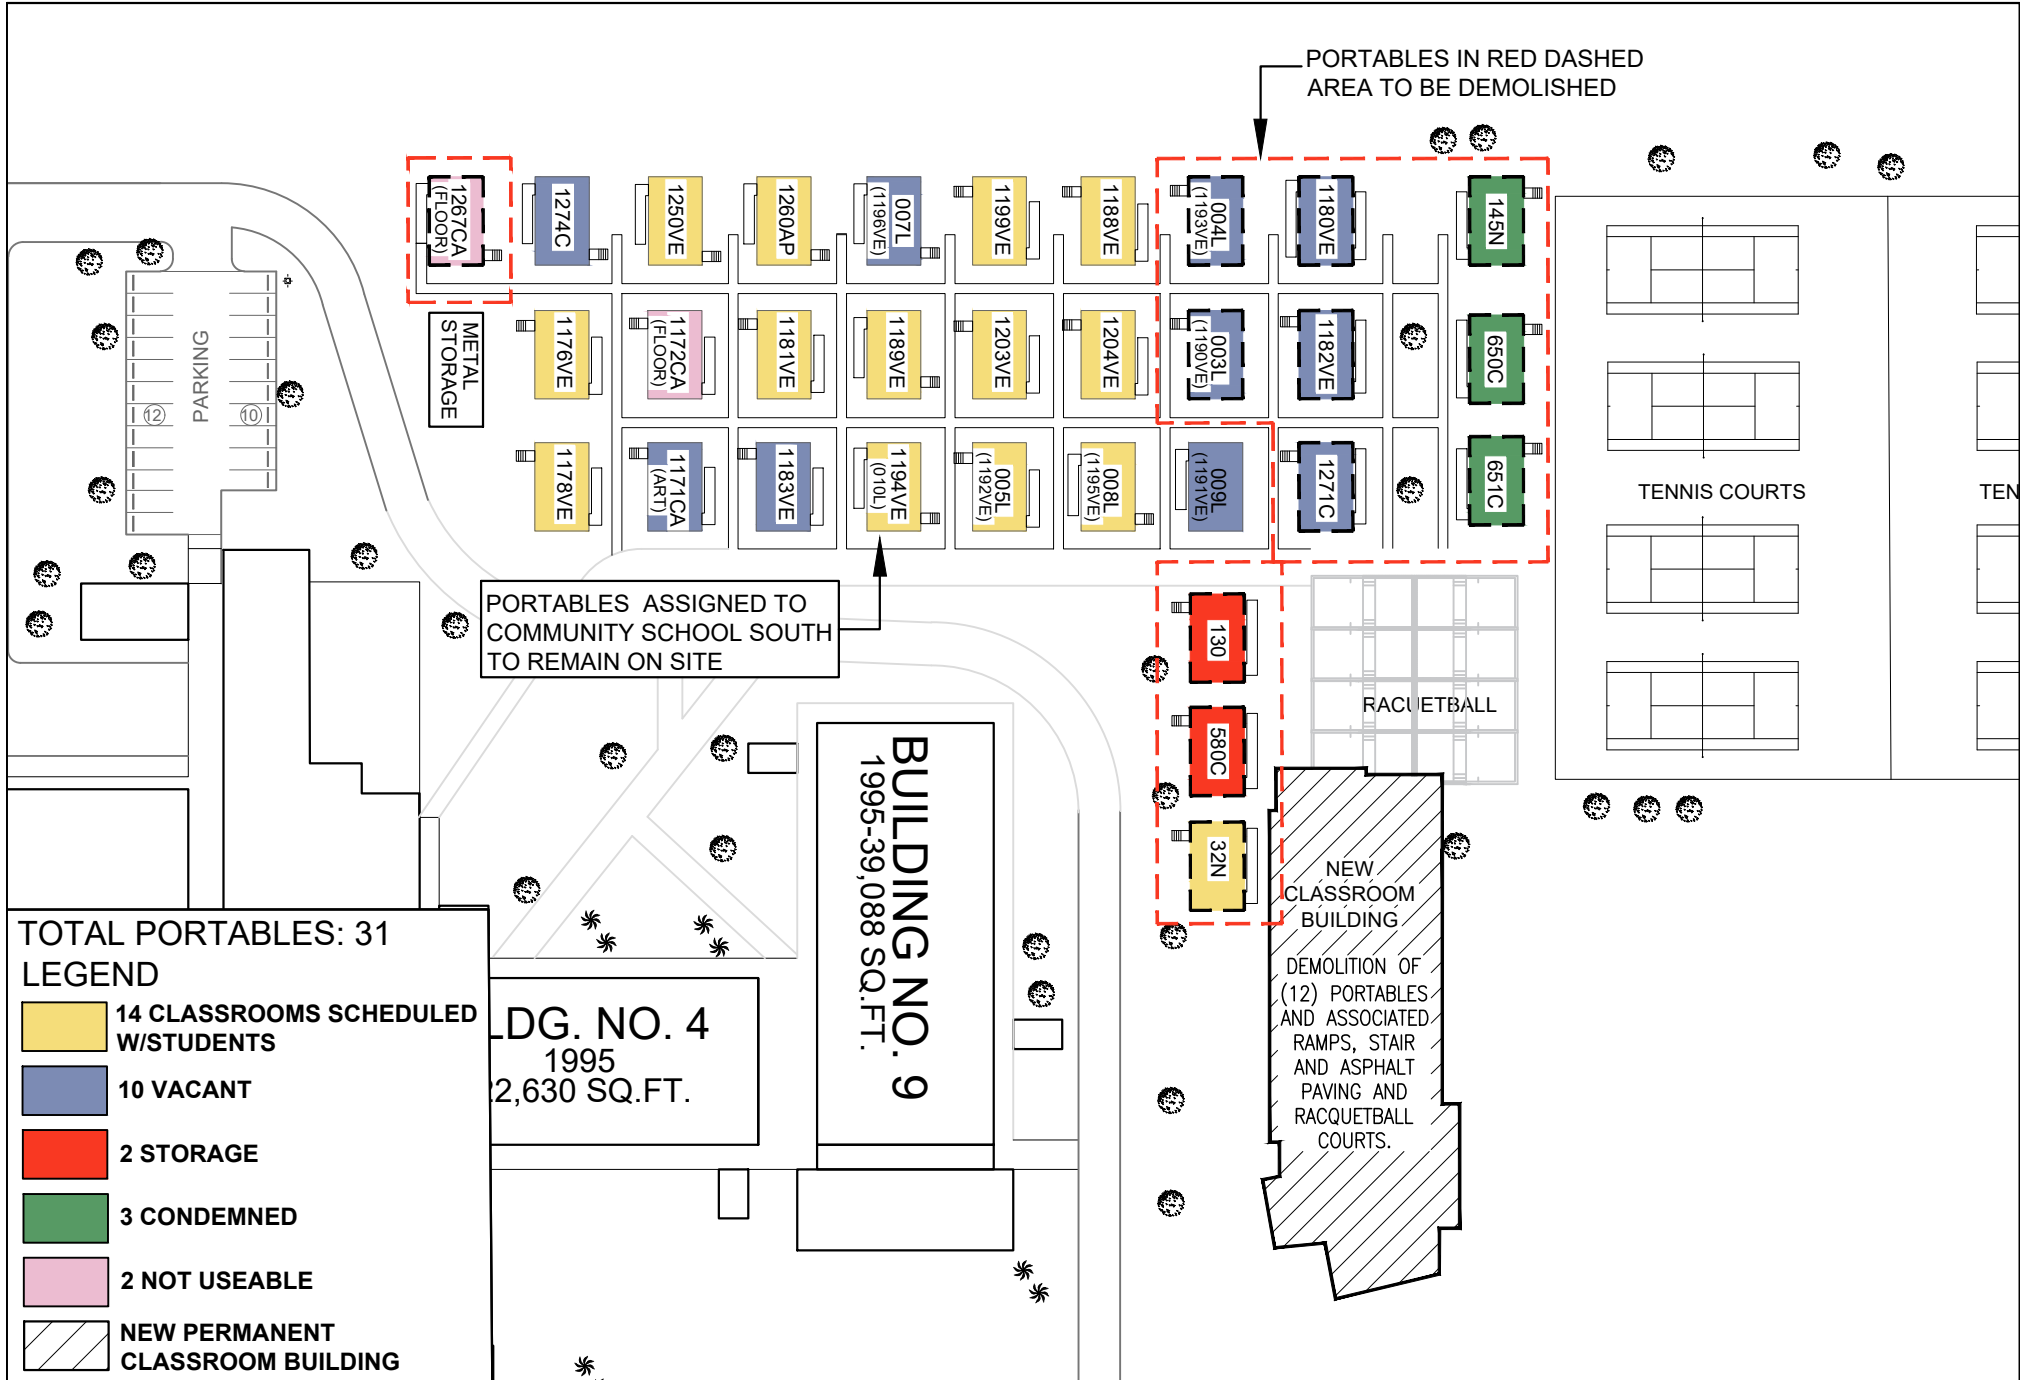 PORTABLES IN RED DASHED
AREA TO BE DEMOLISHED
1267CA
(FLOOR)
1274C
1250VE
1260AP
007L
(1196VE)
1199VE
1188VE
004L
(1193VE)
1180VE
145N
METAL
STORAGE
1176VE
1172CA
(FLOOR)
1181VE
1189VE
1203VE
1204VE
003L
(1190VE)
1182VE
650C
PARKING
12
10
1178VE
1171CA
(ART)
1183VE
1194VE
(010L)
005L
(1192VE)
008L
(1195VE)
009L
(1191VE)
1271C
651C
TENNIS COURTS
TEN
PORTABLES ASSIGNED TO
COMMUNITY SCHOOL SOUTH
TO REMAIN ON SITE
130
580C
32N
RACUETBALL
BUILDING NO. 9
1995-39,088 SQ.FT.
NEW
CLASSROOM
BUILDING
DEMOLITION OF
(12) PORTABLES
AND ASSOCIATED
RAMPS, STAIR
AND ASPHALT
PAVING AND
RACQUETBALL
COURTS.
LDG. NO. 4
1995
2,630 SQ.FT.
TOTAL PORTABLES: 31
LEGEND
14 CLASSROOMS SCHEDULED
W/STUDENTS
10 VACANT
2 STORAGE
3 CONDEMNED
2 NOT USEABLE
NEW PERMANENT
CLASSROOM BUILDING